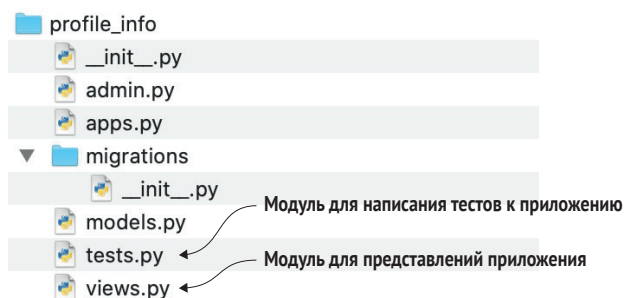 profile_info
__init__.py
admin.py
apps.py
migrations
__init__.py
models.py
Модуль для написания тестов к приложению
tests.py
Модуль для представлений приложения
views.py